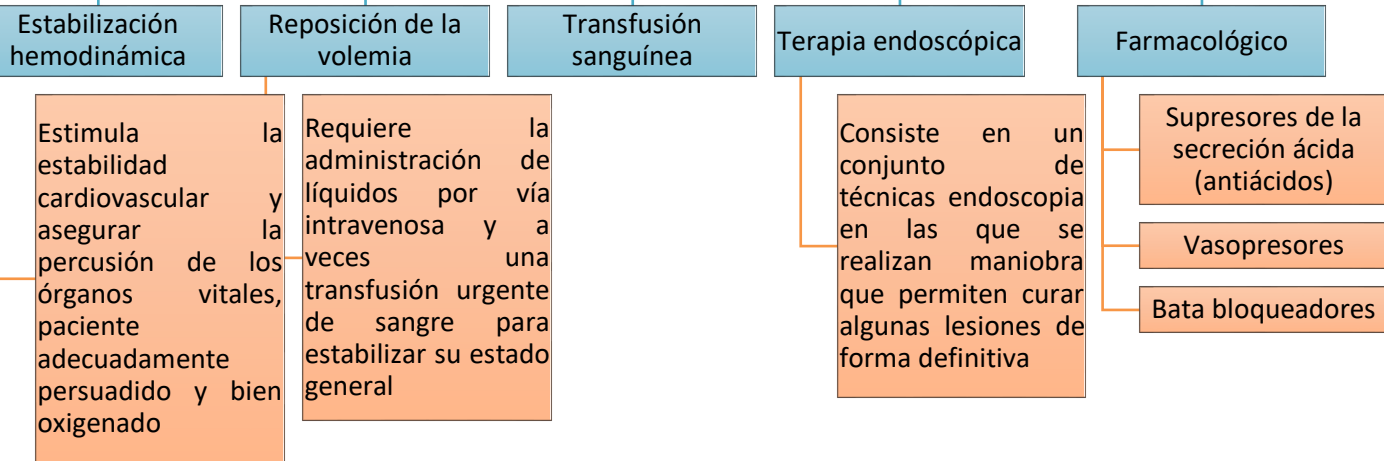 Estabilización
hemodinámica
Reposición de la
volemia
Transfusión
sanguínea
Terapia endoscópica
Farmacológico
Estimula la
estabilidad
cardiovascular y
asegurar la
percusión de los
órganos vitales,
paciente
adecuadamente
persuadido y bien
oxigenado
Requiere la
administración de
líquidos por vía
intravenosa y a
veces una
transfusión urgente
de sangre para
estabilizar su estado
general
Consiste en un
conjunto de
técnicas endoscopia
en las que se
realizan maniobra
que permiten curar
algunas lesiones de
forma definitiva
Supresores de la
secreción ácida
(antiácidos)
Vasopresores
Bata bloqueadores